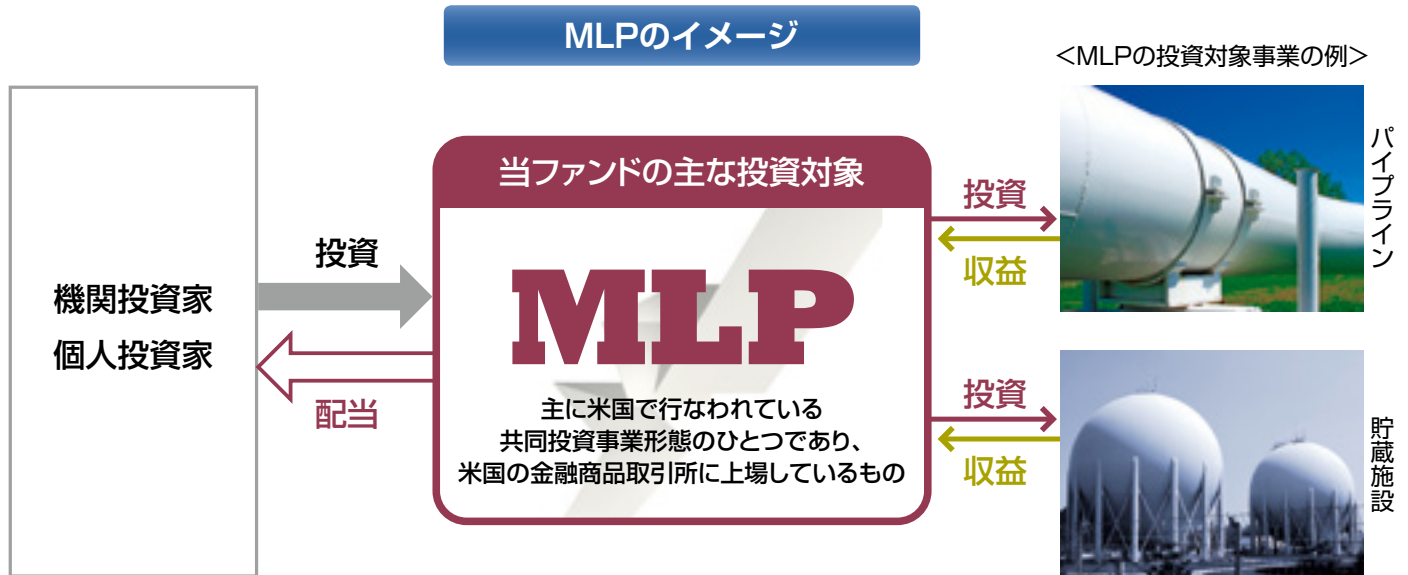 MLPのイメージ
<MLPの投資対象事業の例>
機関投資家
個人投資家
投資
配当
当ファンドの主な投資対象
MLP
主に米国で行なわれている
共同投資事業形態のひとつであり、
米国の金融商品取引所に上場しているもの
投資
収益
パイプライン
投資
収益
貯蔵施設